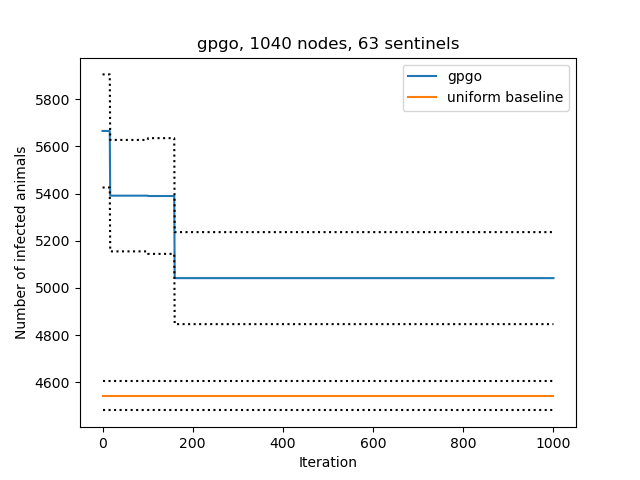 gpgo, 1040 nodes, 63 sentinels
gpgo
uniform baseline
Number of infected animals
5800
5600
5400
5200
5000
4800
4600
0 200 400 600 800 1000
Iteration